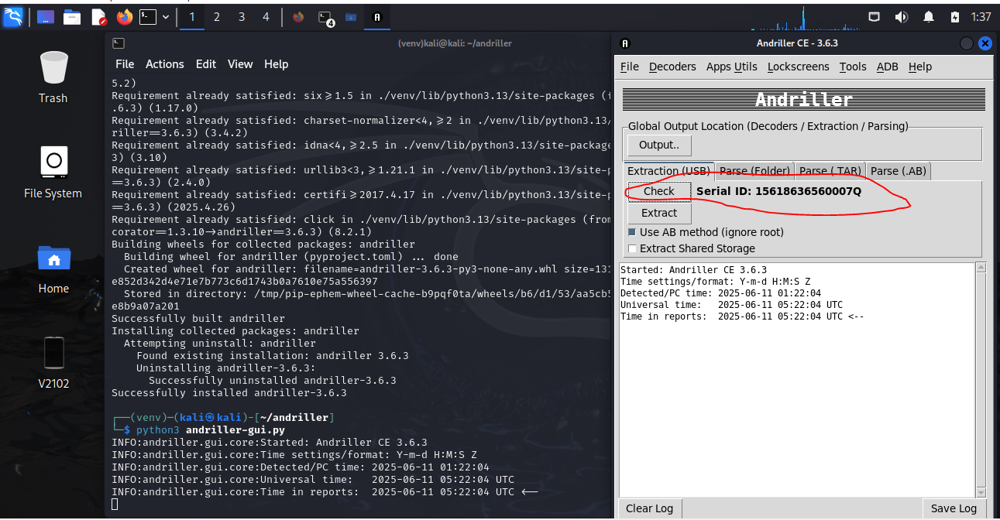 1 2 3 4
4
1:37
Trash
File System
Home
V2102
(venv)kali@kali: ~/andriller
File Actions Edit View Help
5.2)
Requirement already satisfied: six>=1.5 in ./venv/lib/python3.13/site-packages (f
.6.3) (1.17.0)
Requirement already satisfied: charset-normalizer<4,>=2 in ./venv/lib/python3.13/
riller==3.6.3) (3.4.2)
Requirement already satisfied: idna<4,>=2.5 in ./venv/lib/python3.13/site-package
3) (3.10)
Requirement already satisfied: urllib3<3,>=1.21.1 in ./venv/lib/python3.13/site-p
==3.6.3) (2.4.0)
Requirement already satisfied: certifi>=2017.4.17 in ./venv/lib/python3.13/site-p
==3.6.3) (2025.4.26)
Requirement already satisfied: click in ./venv/lib/python3.13/site-packages (from
corator==1.3.10->andriller==3.6.3) (8.2.1)
Building wheels for collected packages: andriller
Building wheel for andriller (pyproject.toml) ... done
Created wheel for andriller: filename=andriller-3.6.3-py3-none-any.whl size=131
e852d342d4e71e7b773c6d1743b0a7610e75a556397
Stored in directory: /tmp/pip-ephem-wheel-cache-b9pqf0ta/wheels/b6/d1/53/aa5cb5
e8b9a07a201
Successfully built andriller
Installing collected packages: andriller
Attempting uninstall: andriller
Found existing installation: andriller 3.6.3
Uninstalling andriller-3.6.3:
Successfully uninstalled andriller-3.6.3
Successfully installed andriller-3.6.3
(venv)-(kali㉿kali)-[~/andriller]
$ python3 andriller-gui.py
INFO:andriller.gui.core:Started: Andriller CE 3.6.3
INFO:andriller.gui.core:Time settings/format: Y-m-d H:M:S Z
INFO:andriller.gui.core:Detected/PC time: 2025-06-11 01:22:04
INFO:andriller.gui.core:Universal time:   2025-06-11 05:22:04 UTC
INFO:andriller.gui.core:Time in reports:  2025-06-11 05:22:04 UTC <--
Andriller CE - 3.6.3
File Decoders Apps Utils Lockscreens Tools ADB Help
Andriller
Global Output Location (Decoders / Extraction / Parsing)
Output..
Extraction (USB) Parse (Folder) Parse (.TAR) Parse (.AB)
Check Serial ID: 15618636560007Q
Extract
Use AB method (ignore root)
Extract Shared Storage
Started: Andriller CE 3.6.3
Time settings/format: Y-m-d H:M:S Z
Detected/PC time: 2025-06-11 01:22:04
Universal time:   2025-06-11 05:22:04 UTC
Time in reports:  2025-06-11 05:22:04 UTC <--
Clear Log Save Log